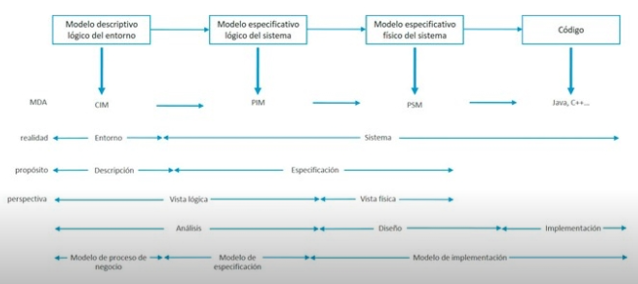 Modelo descriptivo
lógico del entorno
Modelo especificativo
lógico del sistema
Modelo especificativo
físico del sistema
Código
MDA
CIM
PIM
PSM
Java, C++...
realidad
Entorno
Sistema
propósito
Descripción
Especificación
perspectiva
Vista lógica
Vista física
Análisis
Diseño
Implementación
Modelo de proceso de
negocio
Modelo de
especificación
Modelo de implementación